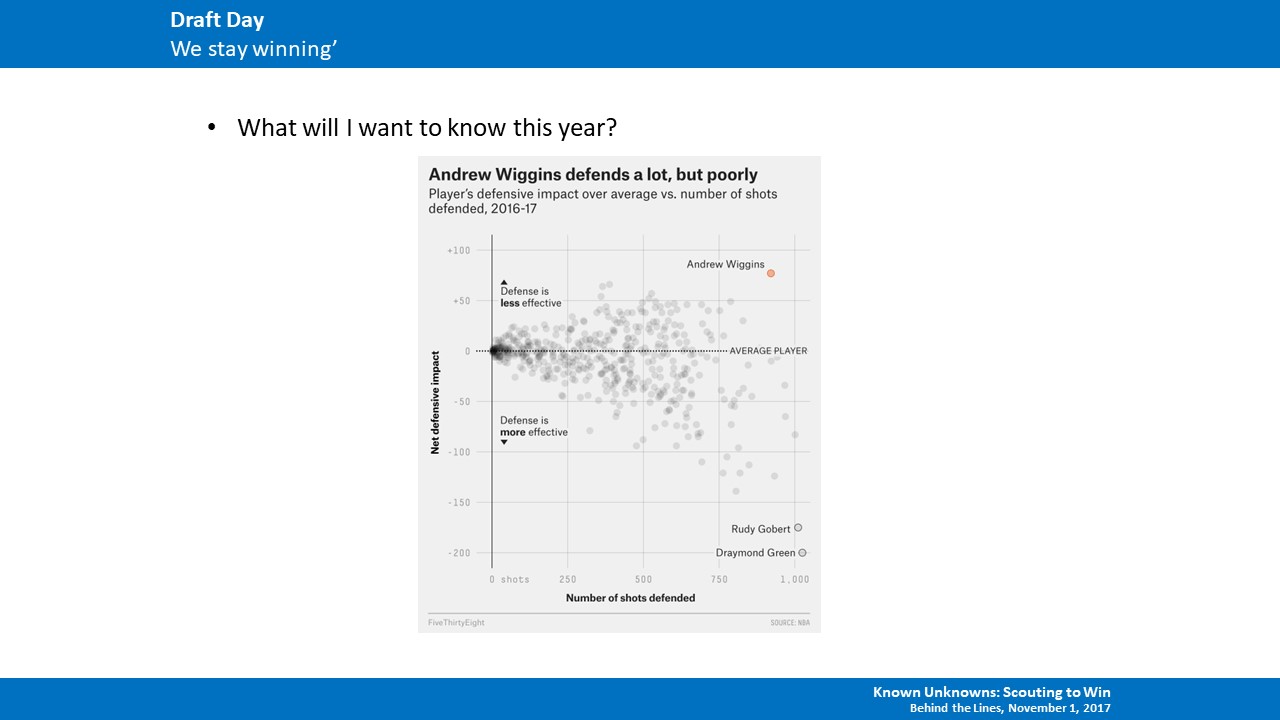 Draft Day
We stay winning’
• What will I want to know this year?
Andrew Wiggins defends a lot, but poorly
Player’s defensive impact over average vs. number of shots
defended, 2016-17
+100
Andrew Wiggins
▲
Defense is
less effective
+50
0
AVERAGE PLAYER
Net defensive impact
-50
Defense is
more effective
▼
-100
-150
Rudy Gobert
-200
Draymond Green
0 shots 250 500 750 1,000
Number of shots defended
FiveThirtyEight SOURCE: NBA
Known Unknowns: Scouting to Win
Behind the Lines, November 1, 2017